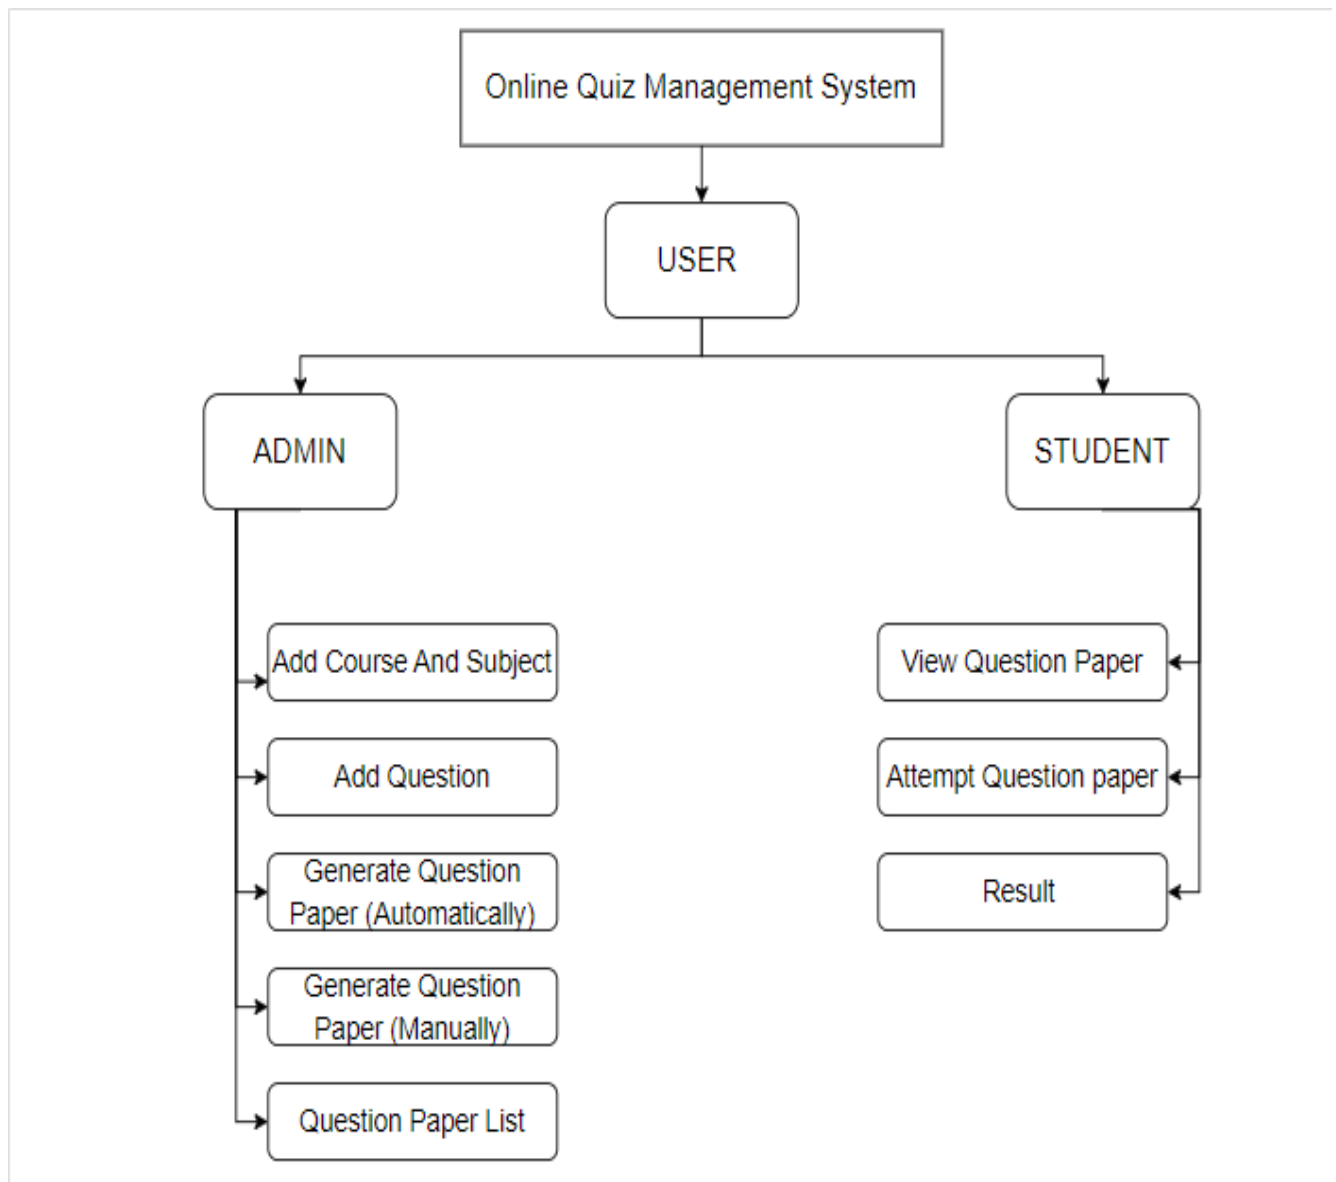 Online Quiz Management System
USER
ADMIN
STUDENT
Add Course And Subject
Add Question
Generate Question
Paper (Automatically)
Generate Question
Paper (Manually)
Question Paper List
View Question Paper
Attempt Question paper
Result